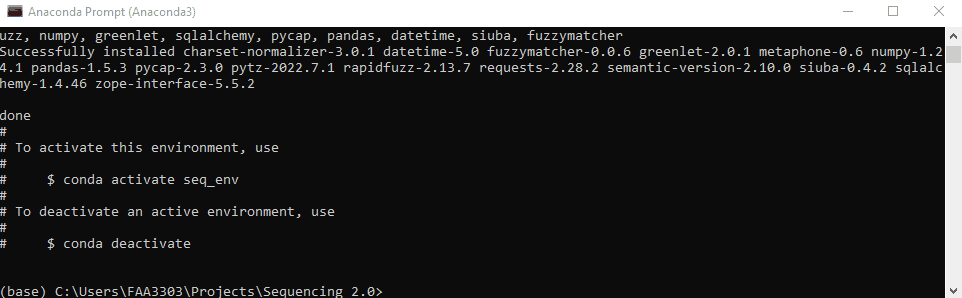 Anaconda Prompt (Anaconda3)
uzz, numpy, greenlet, sqlalchemy, pycap, pandas, datetime, siuba, fuzzymatcher
Successfully installed charset-normalizer-3.0.1 datetime-5.0 fuzzymatcher-0.0.6 greenlet-2.0.1 metaphone-0.6 numpy-1.2
4.1 pandas-1.5.3 pycap-2.3.0 pytz-2022.7.1 rapidfuzz-2.13.7 requests-2.28.2 semantic-version-2.10.0 siuba-0.4.2 sqlalc
hemy-1.4.46 zope-interface-5.5.2
done
#
# To activate this environment, use
#
#     $ conda activate seq_env
#
# To deactivate an active environment, use
#
#     $ conda deactivate
(base) C:\Users\FAA3303\Projects\Sequencing 2.0>